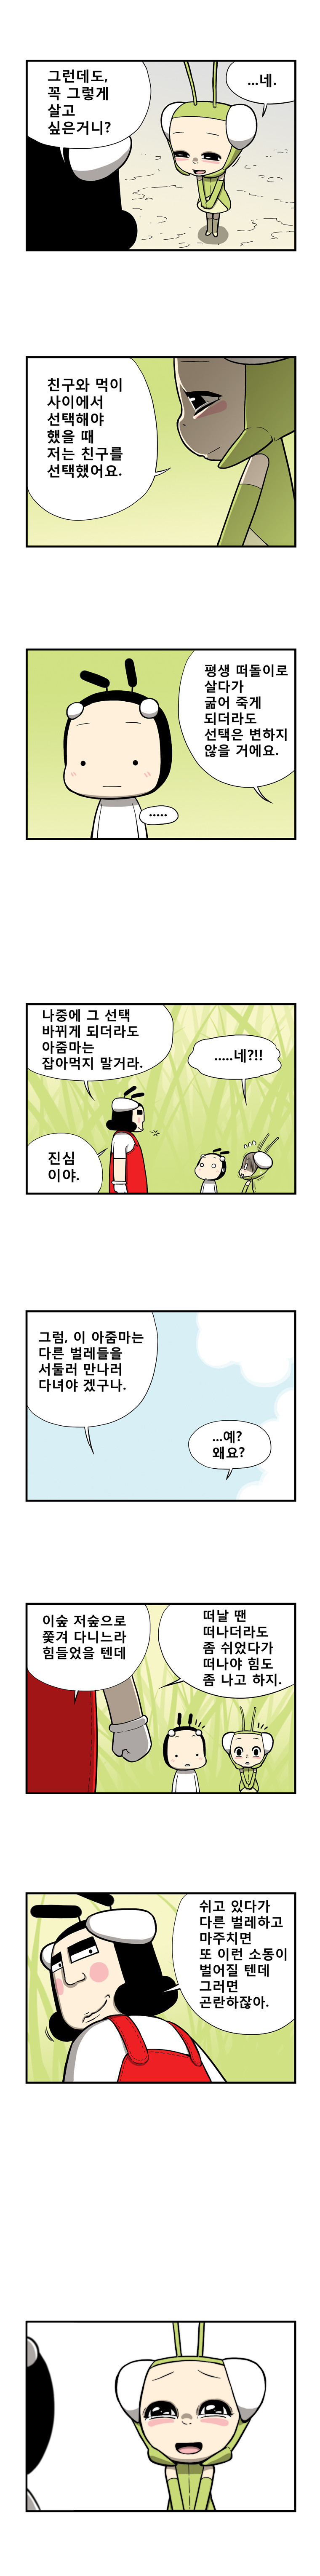 그런데도,
꼭 그렇게
살고
싶은거니?
...네.
친구와 먹이
사이에서
선택해야
했을 때
저는 친구를
선택했어요.
평생 떠돌이로
살다가
굶어 죽게
되더라도
선택은 변하지
않을 거에요.
.....
나중에 그 선택
바뀌게 되더라도
아줌마는
잡아먹지 말거라.
.....네?!!
진심
이야.
그럼, 이 아줌마는
다른 벌레들을
서둘러 만나러
다녀야 겠구나.
...예?
왜요?
이숲 저숲으로
쫓겨 다니느라
힘들었을 텐데
떠날 땐
떠나더라도
좀 쉬었다가
떠나야 힘도
좀 나고 하지.
쉬고 있다가
다른 벌레하고
마주치면
또 이런 소동이
벌어질 텐데
그러면
곤란하잖아.